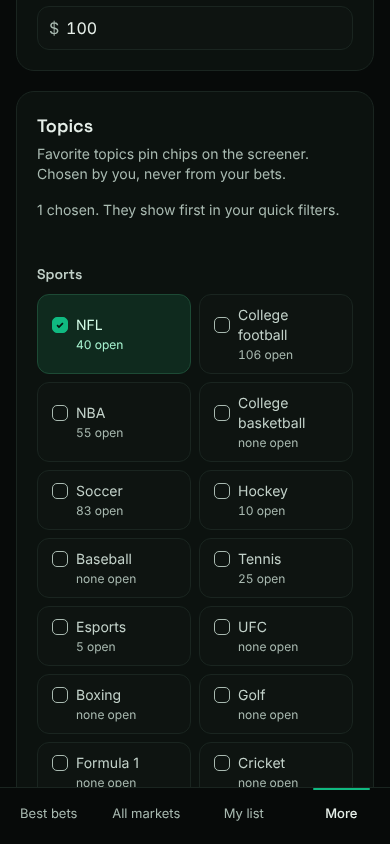 $ 100
Topics
Favorite topics pin chips on the screener.
Chosen by you, never from your bets.
1 chosen. They show first in your quick filters.
Sports
NFL
40 open
College
football
106 open
NBA
55 open
College
basketball
none open
Soccer
83 open
Hockey
10 open
Baseball
none open
Tennis
25 open
Esports
5 open
UFC
none open
Boxing
none open
Golf
none open
Formula 1
none open
Cricket
none open
Best bets
All markets
My list
More